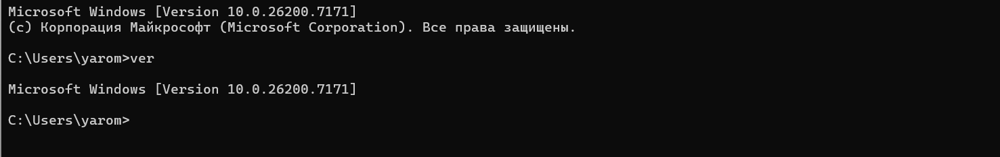 Microsoft Windows [Version 10.0.26200.7171]
(c) Корпорация Майкрософт (Microsoft Corporation). Все права защищены.
C:\Users\yarom>ver
Microsoft Windows [Version 10.0.26200.7171]
C:\Users\yarom>